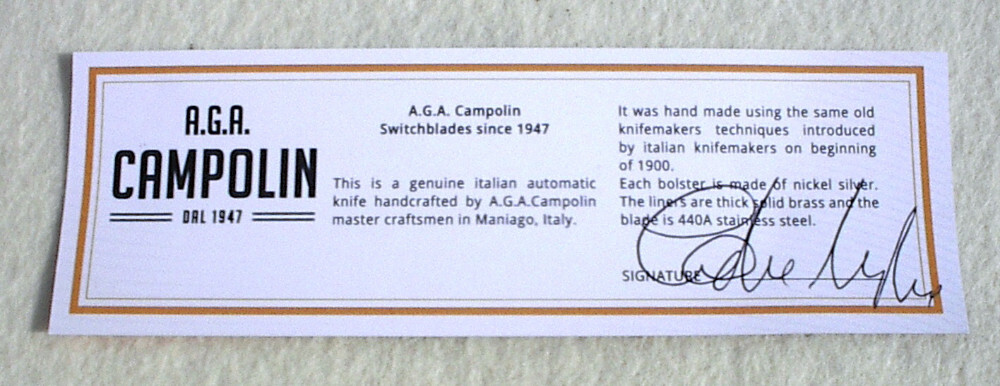 A.G.A.
CAMPOLIN
DAL 1947
A.G.A. Campolin
Switchblades since 1947
This is a genuine italian automatic
knife handcrafted by A.G.A.Campolin
master craftsmen in Maniago, Italy.
It was hand made using the same old
knifemakers techniques introduced
by italian knifemakers on beginning
of 1900.
Each bolster is made of nickel silver.
The liners are thick solid brass and the
blade is 440A stainless steel.
SIGNATURE